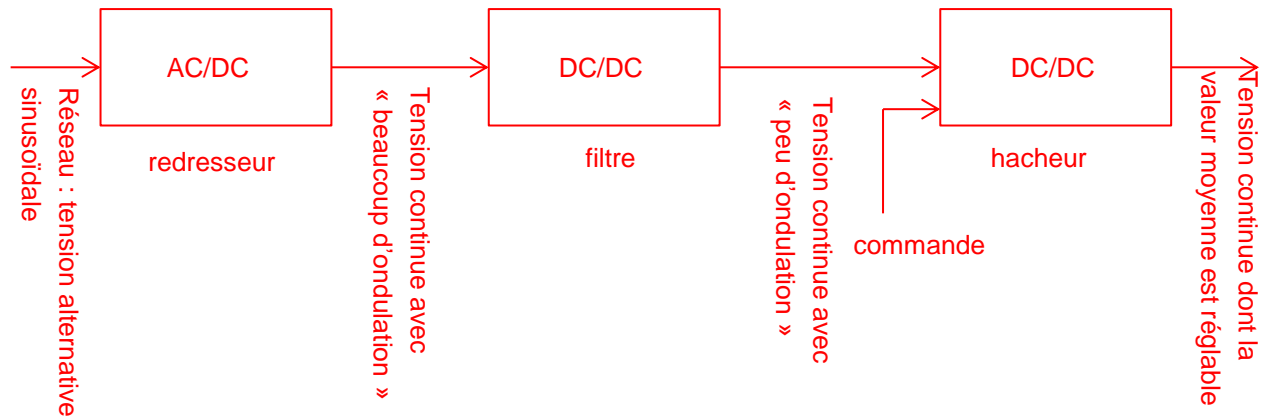 AC/DC
DC/DC
DC/DC
redresseur
filtre
hacheur
commande
Réseau : tension alternative
sinusoïdale
Tension continue avec
« beaucoup d'ondulation »
Tension continue avec
« peu d'ondulation »
Tension continue dont la
valeur moyenne est réglable